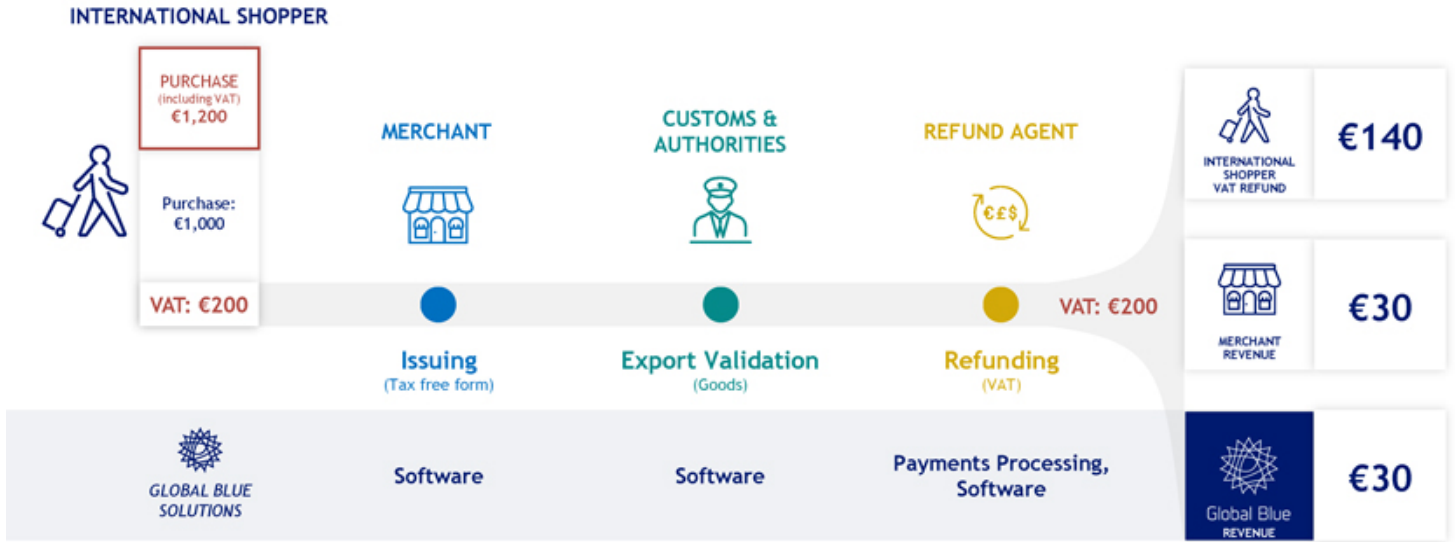 INTERNATIONAL SHOPPER
PURCHASE
(including VAT)
€1,200
Purchase:
€1,000
VAT: €200
MERCHANT
CUSTOMS &
AUTHORITIES
REFUND AGENT
€£$
VAT: €200
Issuing
(Tax free form)
Export Validation
(Goods)
Refunding
(VAT)
GLOBAL BLUE
SOLUTIONS
Software
Software
Payments Processing,
Software
INTERNATIONAL
SHOPPER
VAT REFUND
€140
MERCHANT
REVENUE
€30
Global Blue
REVENUE
€30